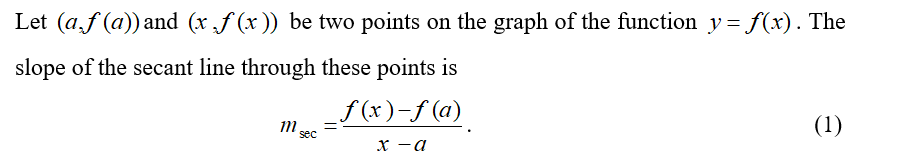 Let (a, f (a)) and (x , f (x )) be two points on the graph of the function y = f(x) . The
slope of the secant line through these points is
m_sec = \frac{f (x ) − f (a)}{x − a} . (1)